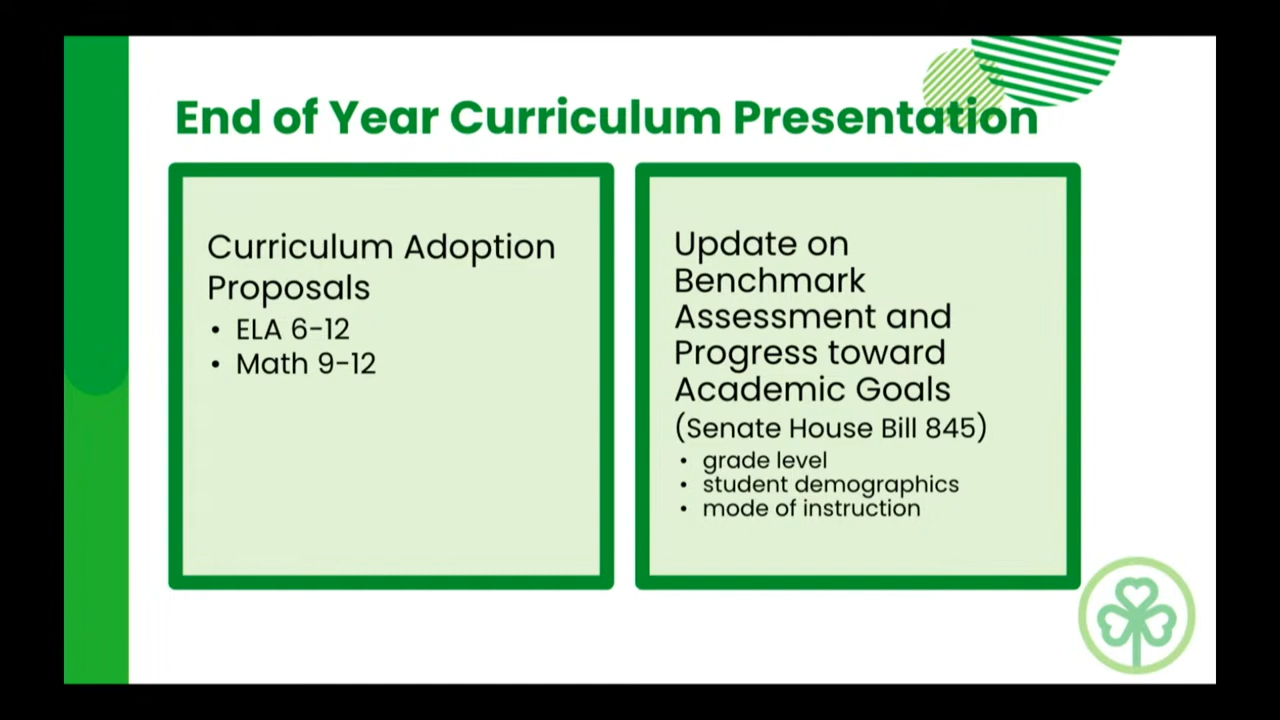 End of Year Curriculum Presentation
Curriculum Adoption
Proposals
• ELA 6-12
• Math 9-12
Update on
Benchmark
Assessment and
Progress toward
Academic Goals
(Senate House Bill 845)
• grade level
• student demographics
• mode of instruction